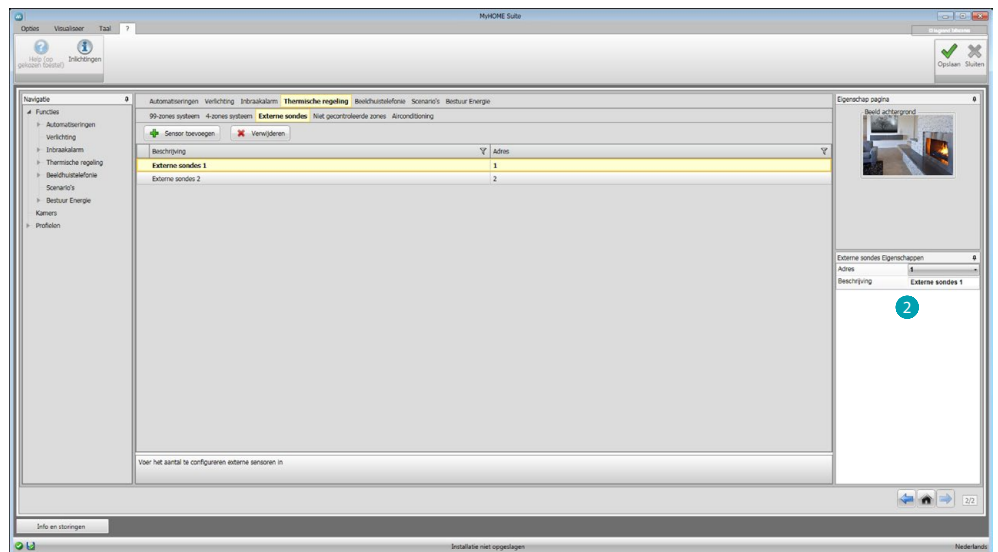 MyHOME Suite
Opties Visualiseer Taal ?
Help (op
gekozen toestel)
Inlichtingen
Opslaan Sluiten
Navigatie
Functies
Automatiseringen
Verlichting
Inbraakalarm
Thermische regeling
Beeldhuistelefonie
Scenario's
Bestuur Energie
Kamers
Profielen
Automatiseringen Verlichting Inbraakalarm Thermische regeling Beeldhuistelefonie Scenario's Bestuur Energie
99-zones systeem 4-zones systeem Externe sondes Niet gecontroleerde zones Airconditioning
Sensor toevoegen Verwijderen
Beschrijving Adres
Externe sondes 1 1
Externe sondes 2 2
Voer het aantal te configureren externe sensoren in
Eigenschap pagina
Beeld achtergrond
Externe sondes Eigenschappen
Adres 1
Beschrijving Externe sondes 1
2
2/2
Info en storingen
Installatie niet opgeslagen
Nederlands